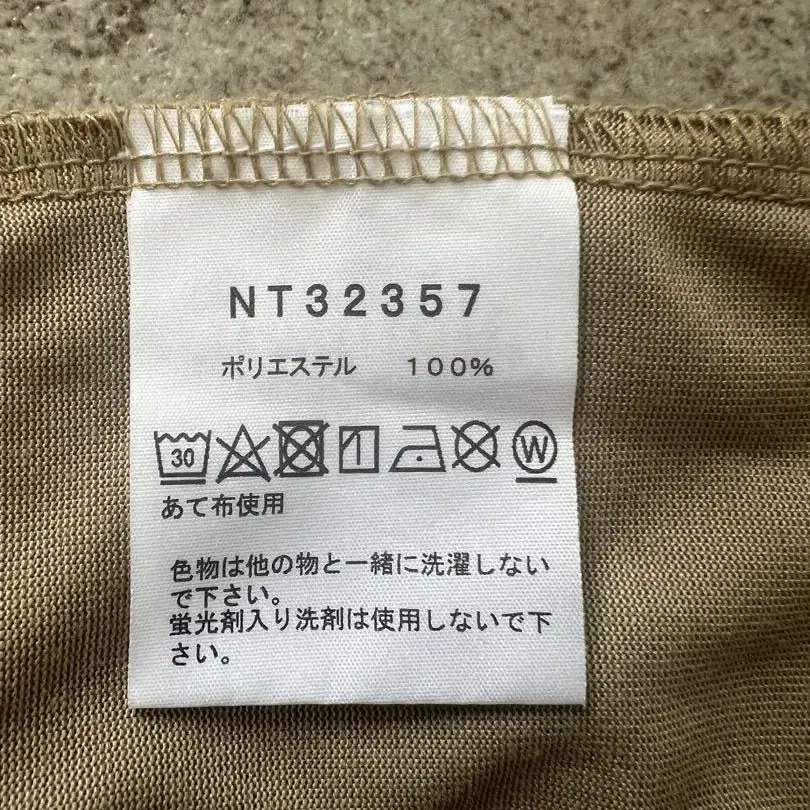 NT32357
ポリエステル 100%
30 W
あて布使用
色物は他の物と一緒に洗濯しない
で下さい。
蛍光剤入り洗剤は使用しないで下
さい。